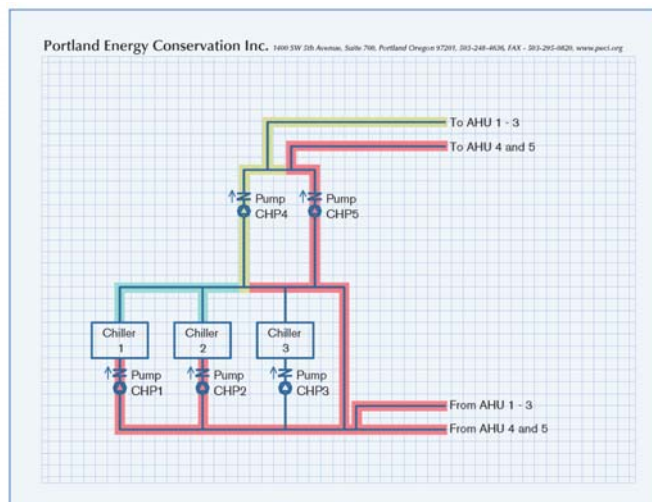 Portland Energy Conservation Inc. 1400 SW 5th Avenue, Suite 700, Portland Oregon 97201, 503-248-4636, FAX - 503-295-0820, www.peci.org
To AHU 1 - 3
To AHU 4 and 5
Pump
CHP4
Pump
CHP5
Chiller
1
Chiller
2
Chiller
3
Pump
CHP1
Pump
CHP2
Pump
CHP3
From AHU 1 - 3
From AHU 4 and 5